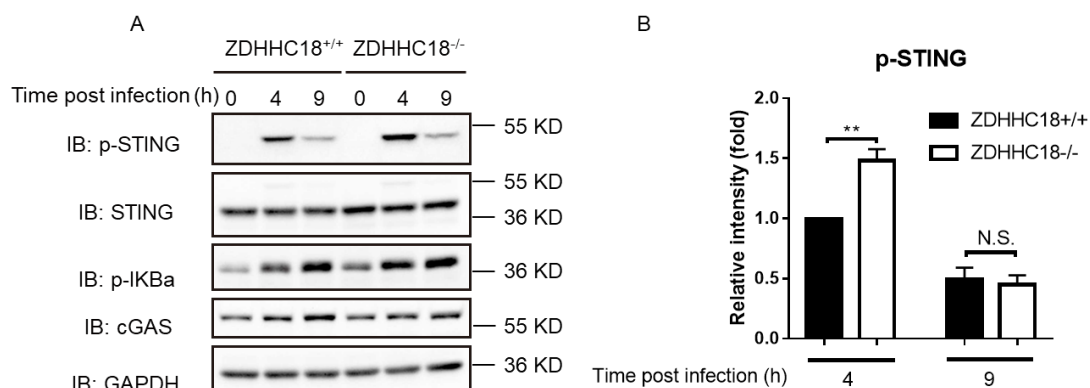 A
ZDHHC18+/+ ZDHHC18-/-
Time post infection (h) 0 4 9 0 4 9
IB: p-STING
55 KD
IB: STING
55 KD
36 KD
IB: p-IKBa
36 KD
IB: cGAS
55 KD
IB: GAPDH
36 KD
B
p-STING
Relative intensity (fold)
2.0
1.5
1.0
0.5
0.0
ZDHHC18+/+
ZDHHC18-/-
**
N.S.
Time post infection (h) 4 9